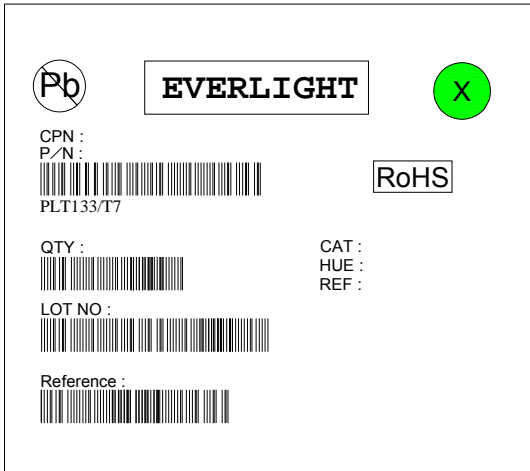 Pb
EVERLIGHT
X
CPN :
P/N :
RoHS
PLT133/T7
QTY :
CAT :
HUE :
REF :
LOT NO :
Reference :